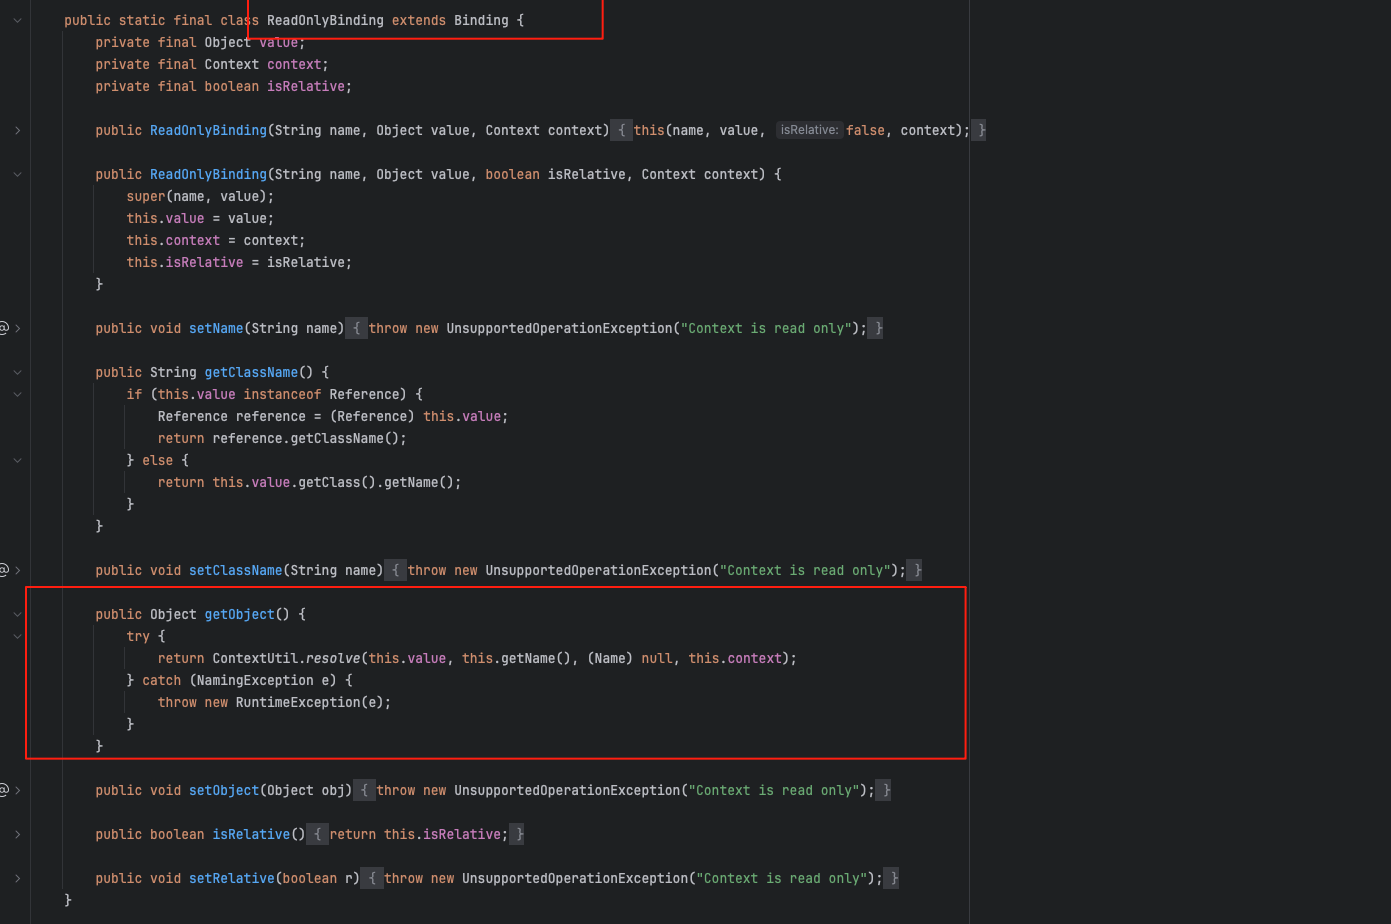 public static final class ReadOnlyBinding extends Binding {
private final Object value;
private final Context context;
private final boolean isRelative;
public ReadOnlyBinding(String name, Object value, Context context) { this(name, value, isRelative: false, context); }
public ReadOnlyBinding(String name, Object value, boolean isRelative, Context context) {
super(name, value);
this.value = value;
this.context = context;
this.isRelative = isRelative;
}
@
public void setName(String name) { throw new UnsupportedOperationException("Context is read only"); }
public String getClassName() {
if (this.value instanceof Reference) {
Reference reference = (Reference) this.value;
return reference.getClassName();
} else {
return this.value.getClass().getName();
}
}
@
public void setClassName(String name) { throw new UnsupportedOperationException("Context is read only"); }
public Object getObject() {
try {
return ContextUtil.resolve(this.value, this.getName(), (Name) null, this.context);
} catch (NamingException e) {
throw new RuntimeException(e);
}
}
@
public void setObject(Object obj) { throw new UnsupportedOperationException("Context is read only"); }
public boolean isRelative() { return this.isRelative; }
public void setRelative(boolean r) { throw new UnsupportedOperationException("Context is read only"); }
}